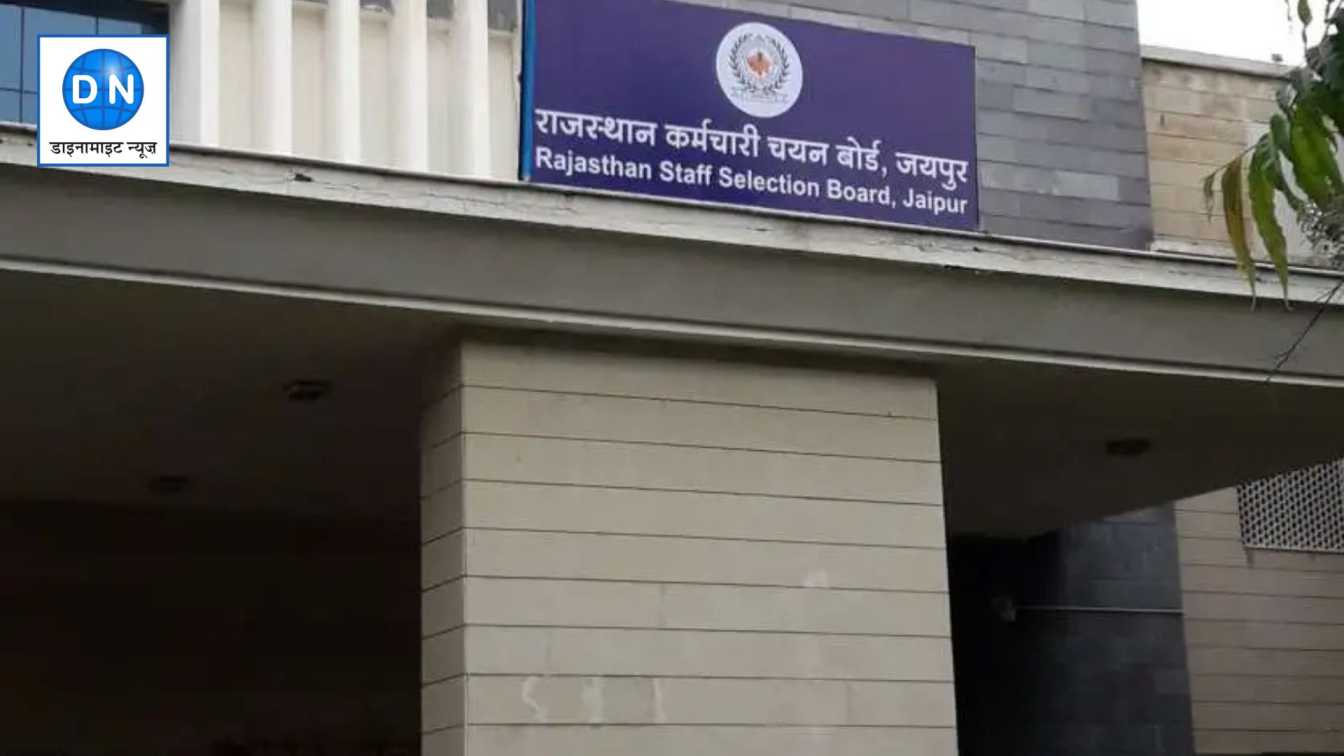 DN
डाइनामाइट न्यूज़
राजस्थान कर्मचारी चयन बोर्ड, जयपुर
Rajasthan Staff Selection Board, Jaipur